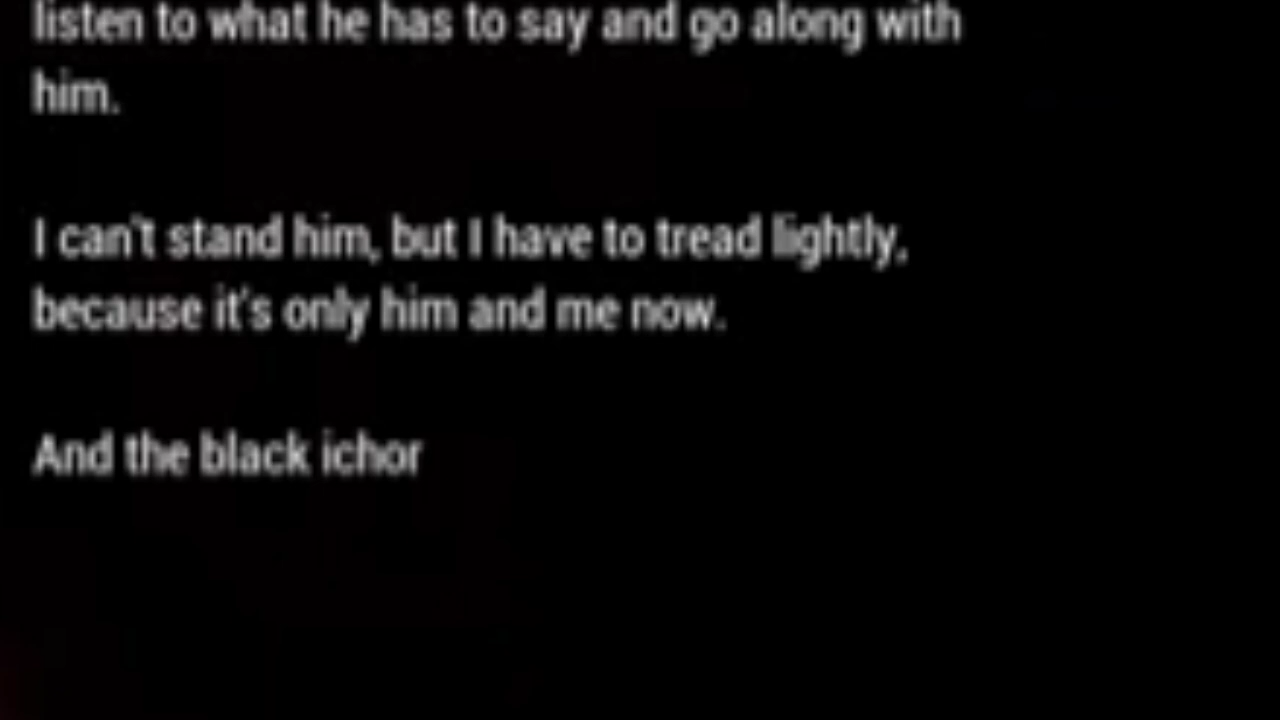 listen to what he has to say and go along with
him.
I can't stand him, but I have to tread lightly,
because it's only him and me now.
And the black ichor